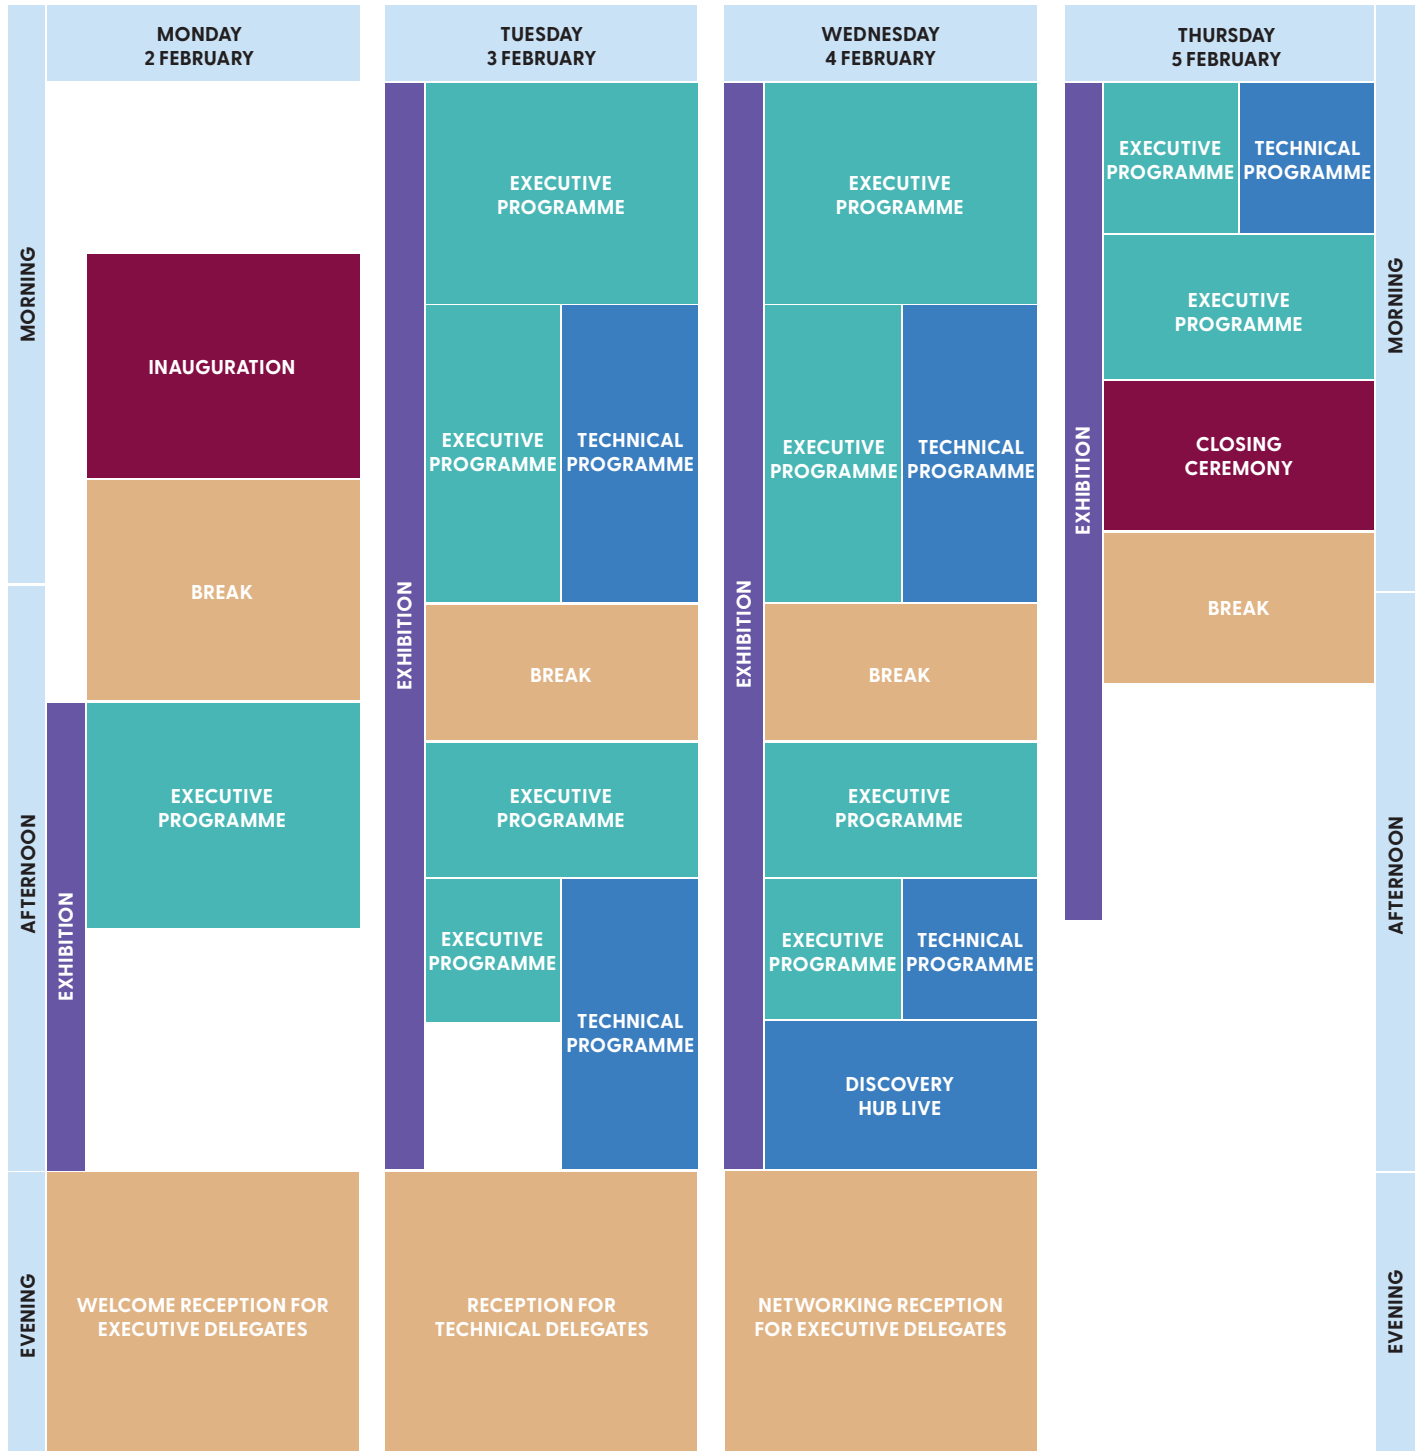 MORNING
AFTERNOON
EVENING
MONDAY
2 FEBRUARY
INAUGURATION
BREAK
EXHIBITION
EXECUTIVE
PROGRAMME
WELCOME RECEPTION FOR
EXECUTIVE DELEGATES
TUESDAY
3 FEBRUARY
EXHIBITION
EXECUTIVE
PROGRAMME
EXECUTIVE
PROGRAMME
TECHNICAL
PROGRAMME
BREAK
EXECUTIVE
PROGRAMME
EXECUTIVE
PROGRAMME
TECHNICAL
PROGRAMME
RECEPTION FOR
TECHNICAL DELEGATES
WEDNESDAY
4 FEBRUARY
EXHIBITION
EXECUTIVE
PROGRAMME
EXECUTIVE
PROGRAMME
TECHNICAL
PROGRAMME
BREAK
EXECUTIVE
PROGRAMME
EXECUTIVE
PROGRAMME
TECHNICAL
PROGRAMME
DISCOVERY
HUB LIVE
NETWORKING RECEPTION
FOR EXECUTIVE DELEGATES
THURSDAY
5 FEBRUARY
EXHIBITION
EXECUTIVE
PROGRAMME
TECHNICAL
PROGRAMME
EXECUTIVE
PROGRAMME
CLOSING
CEREMONY
BREAK
MORNING
AFTERNOON
EVENING